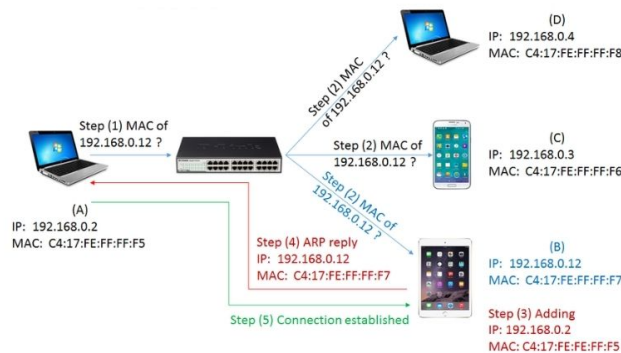 (D)
IP: 192.168.0.4
MAC: C4:17:FE:FF:FF:F8
Step (2) MAC
of 192.168.0.12 ?
Step (1) MAC of
192.168.0.12 ?
D-Link
Step (2) MAC of
192.168.0.12 ?
(C)
IP: 192.168.0.3
MAC: C4:17:FE:FF:FF:F6
Step (2) MAC of
192.168.0.12 ?
(A)
IP: 192.168.0.2
MAC: C4:17:FE:FF:FF:F5
Step (4) ARP reply
IP: 192.168.0.12
MAC: C4:17:FE:FF:FF:F7
(B)
IP: 192.168.0.12
MAC: C4:17:FE:FF:FF:F7
Step (3) Adding
IP: 192.168.0.2
MAC: C4:17:FE:FE:FF:F5
Step (5) Connection established